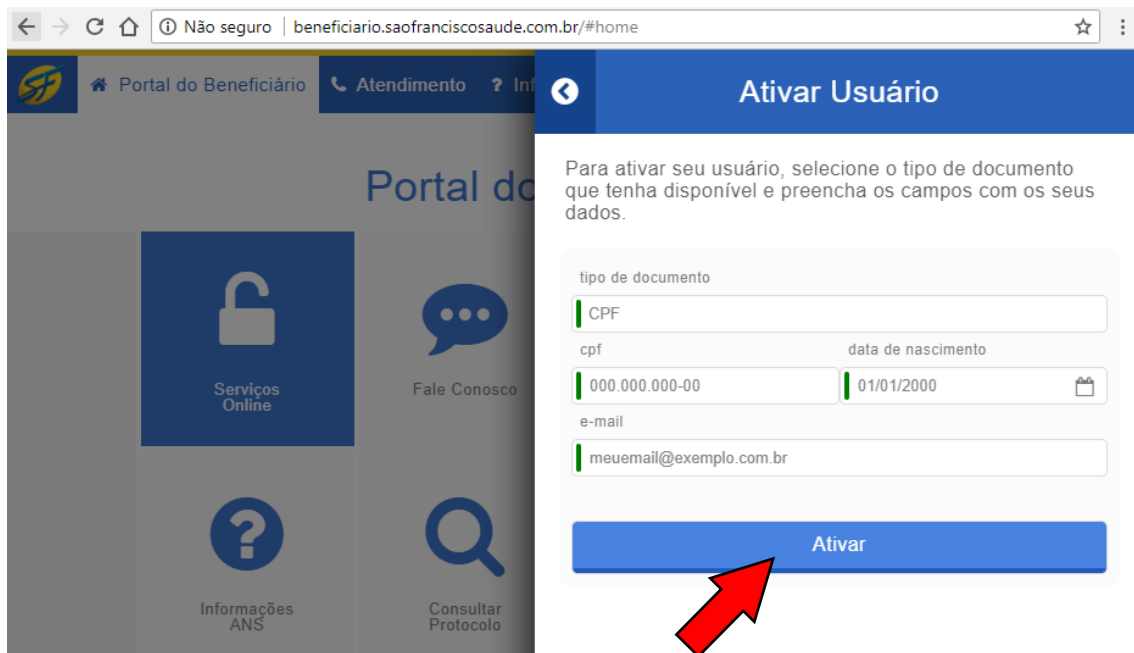 Não seguro | beneficiario.saofranciscosaude.com.br/#home
SF
Portal do Beneficiário
Atendimento
? Inf
Ativar Usuário
Para ativar seu usuário, selecione o tipo de documento
que tenha disponível e preencha os campos com os seus
dados.
Portal do
Serviços
Online
Fale Conosco
Informações
ANS
Consultar
Protocolo
tipo de documento
CPF
cpf
data de nascimento
000.000.000-00
01/01/2000
e-mail
meuemail@exemplo.com.br
Ativar